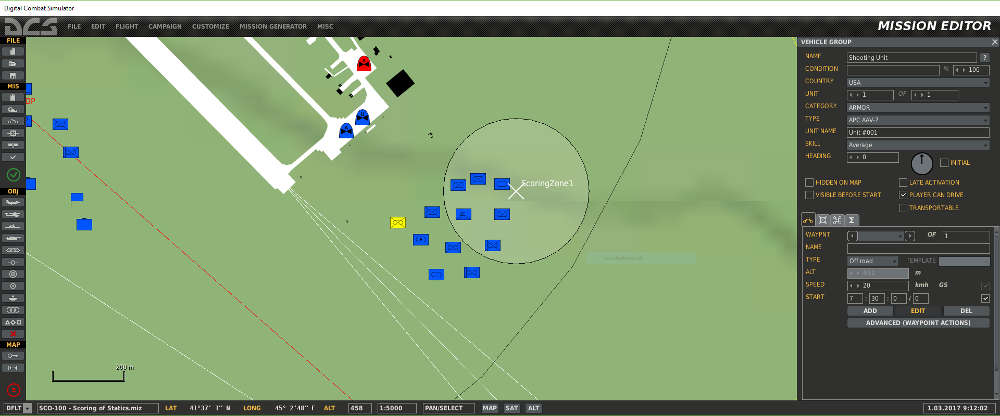 Digital Combat Simulator
DCS FILE EDIT FLIGHT CAMPAIGN CUSTOMIZE MISSION GENERATOR MISC MISSION EDITOR
FILE
MIS
OBJ
MAP
DP
A
U
A
ScoringZone1
Vensterknipsel
200 m
VEHICLE GROUP
NAME Shooting Unit ?
CONDITION % 100
COUNTRY USA
UNIT 1 OF 1
CATEGORY ARMOR
TYPE APC AAV-7
UNIT NAME Unit #001
SKILL Average
HEADING 0 INITIAL
HIDDEN ON MAP LATE ACTIVATION
VISIBLE BEFORE START PLAYER CAN DRIVE
TRANSPORTABLE
WAYPNT OF 1
NAME
TYPE Off road TEMPLATE
ALT 452 m
SPEED 20 kmh GS
START 7 : 30 : 0 / 0
ADD EDIT DEL
ADVANCED (WAYPOINT ACTIONS)
DFLT SCO-100 - Scoring of Statics.miz LAT 41°37' 1" N LONG 45° 2'48" E ALT 458 1:5000 PAN/SELECT MAP SAT ALT 1.03.2017 9:12:02